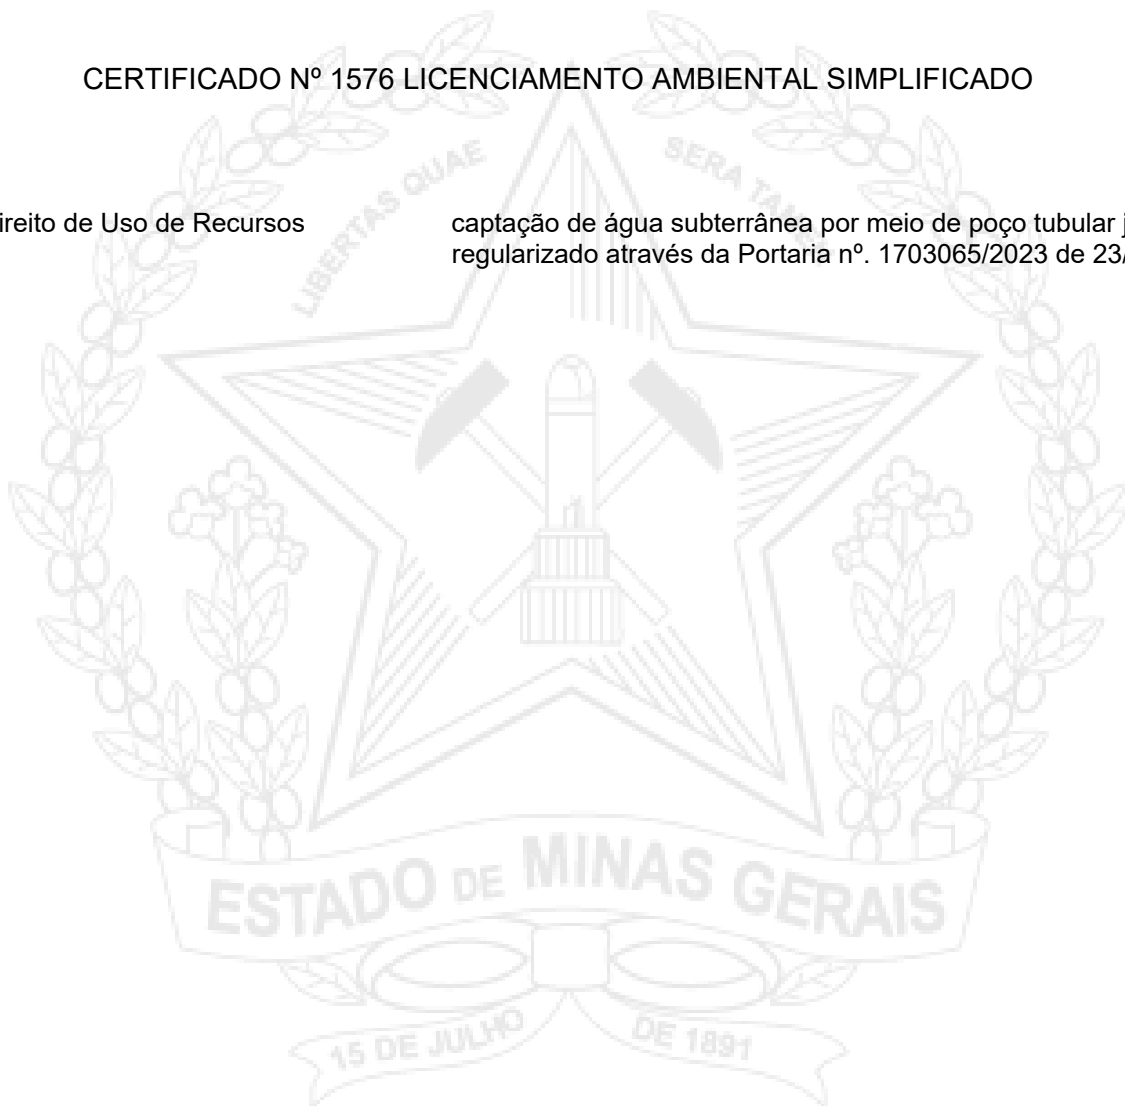 CERTIFICADO Nº 1576 LICENCIAMENTO AMBIENTAL SIMPLIFICADO
LIBERTAS QUAE SERA TAMEN
ireito de Uso de Recursos
captação de água subterrânea por meio de poço tubular j
regularizado através da Portaria nº. 1703065/2023 de 23/
ESTADO DE MINAS GERAIS
15 DE JULHO DE 1891